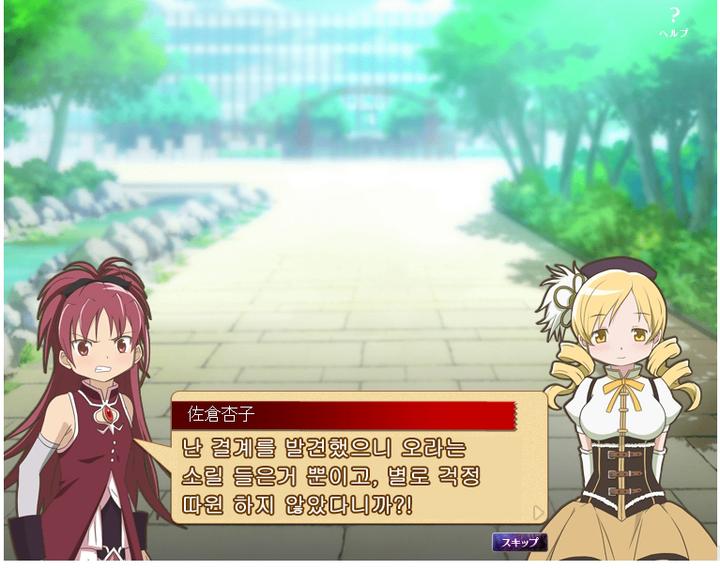 ?
ヘルプ
佐倉杏子
난 결계를 발견했으니 오라는
소릴 들은거 뿐이고, 별로 걱정
따윈 하지 않았다니까?!
スキップ